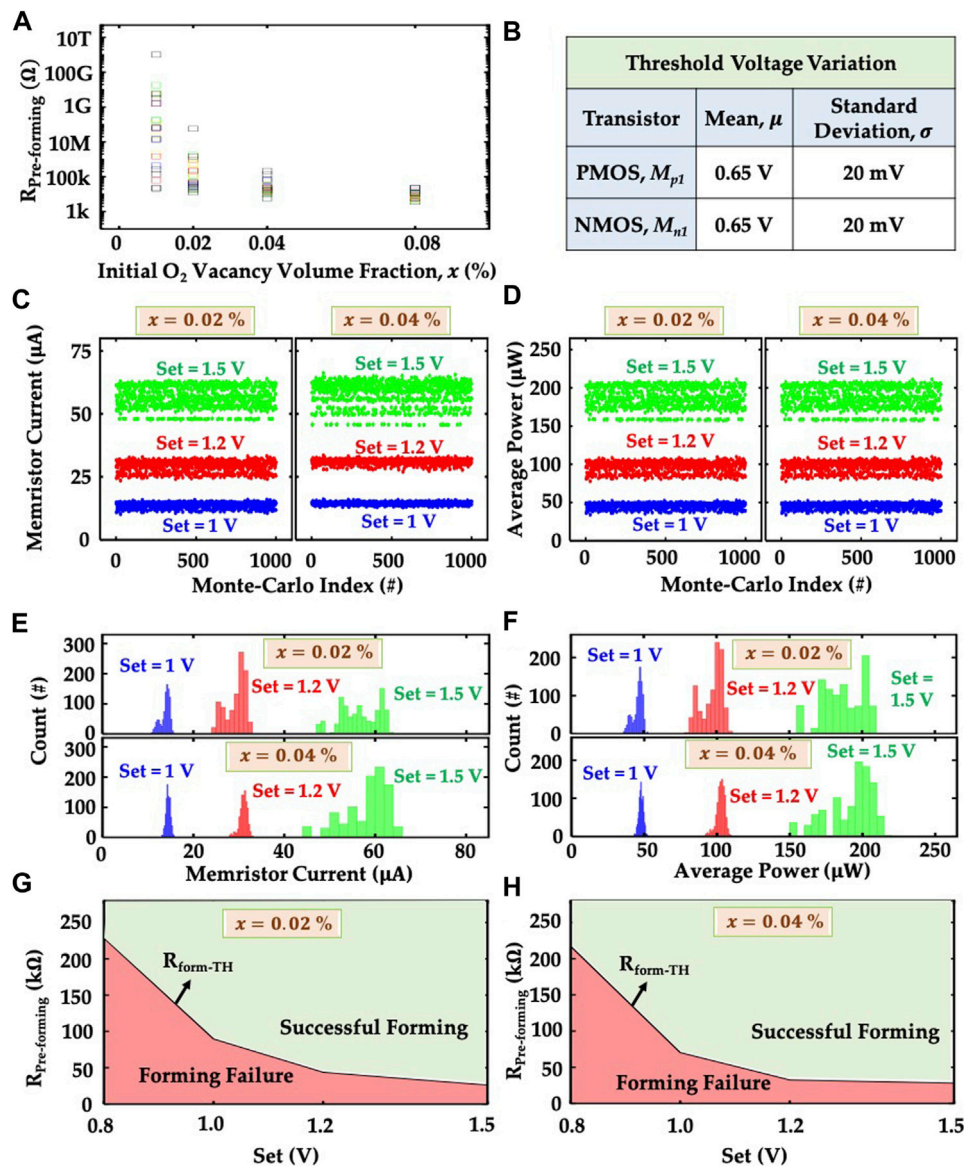 A
10T
100G
1G
10M
100k
1k
R_Pre-forming (Ω)
0
0.02
0.04
0.08
Initial O₂ Vacancy Volume Fraction, x (%)
B
Threshold Voltage Variation
Transistor
Mean, μ
Standard
Deviation, σ
PMOS, M_p1
0.65 V
20 mV
NMOS, M_n1
0.65 V
20 mV
C
x = 0.02 %
x = 0.04 %
Memristor Current (μA)
75
50
25
0
Set = 1.5 V
Set = 1.2 V
Set = 1 V
Set = 1.5 V
Set = 1.2 V
Set = 1 V
0
500
1000
0
500
1000
Monte-Carlo Index (#)
D
x = 0.02 %
x = 0.04 %
Average Power (μW)
250
200
150
100
50
0
Set = 1.5 V
Set = 1.2 V
Set = 1 V
Set = 1.5 V
Set = 1.2 V
Set = 1 V
0
500
1000
0
500
1000
Monte-Carlo Index (#)
E
Count (#)
300
200
100
0
x = 0.02 %
Set = 1 V
Set = 1.2 V
Set = 1.5 V
300
200
100
0
x = 0.04 %
Set = 1 V
Set = 1.2 V
Set = 1.5 V
0
20
40
60
80
Memristor Current (μA)
F
Count (#)
200
100
0
x = 0.02 %
Set = 1 V
Set = 1.2 V
Set =
1.5 V
200
100
0
x = 0.04 %
Set = 1 V
Set = 1.2 V
Set = 1.5 V
0
50
100
150
200
250
Average Power (μW)
G
R_Pre-forming (kΩ)
250
200
150
100
50
0
x = 0.02 %
R_form-TH
Successful Forming
Forming Failure
0.8
1.0
1.2
1.5
Set (V)
H
R_Pre-forming (kΩ)
250
200
150
100
50
0
x = 0.04 %
R_form-TH
Successful Forming
Forming Failure
0.8
1.0
1.2
1.5
Set (V)